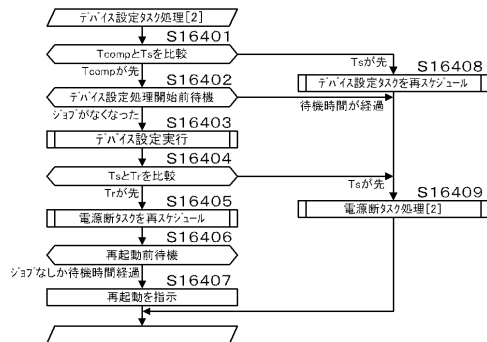 デバイス設定タスク処理[2]
S16401
TcompとTsを比較
Tsが先
S16408
Tcompが先
S16402
デバイス設定タスクを再スケジュール
デバイス設定処理開始前待機
待機時間が経過
ジョブがなくなった
S16403
デバイス設定実行
S16404
TsとTrを比較
Tsが先
Trが先
S16405
S16409
電源断タスクを再スケジュール
電源断タスク処理[2]
S16406
再起動前待機
ジョブなしか待機時間経過
S16407
再起動を指示